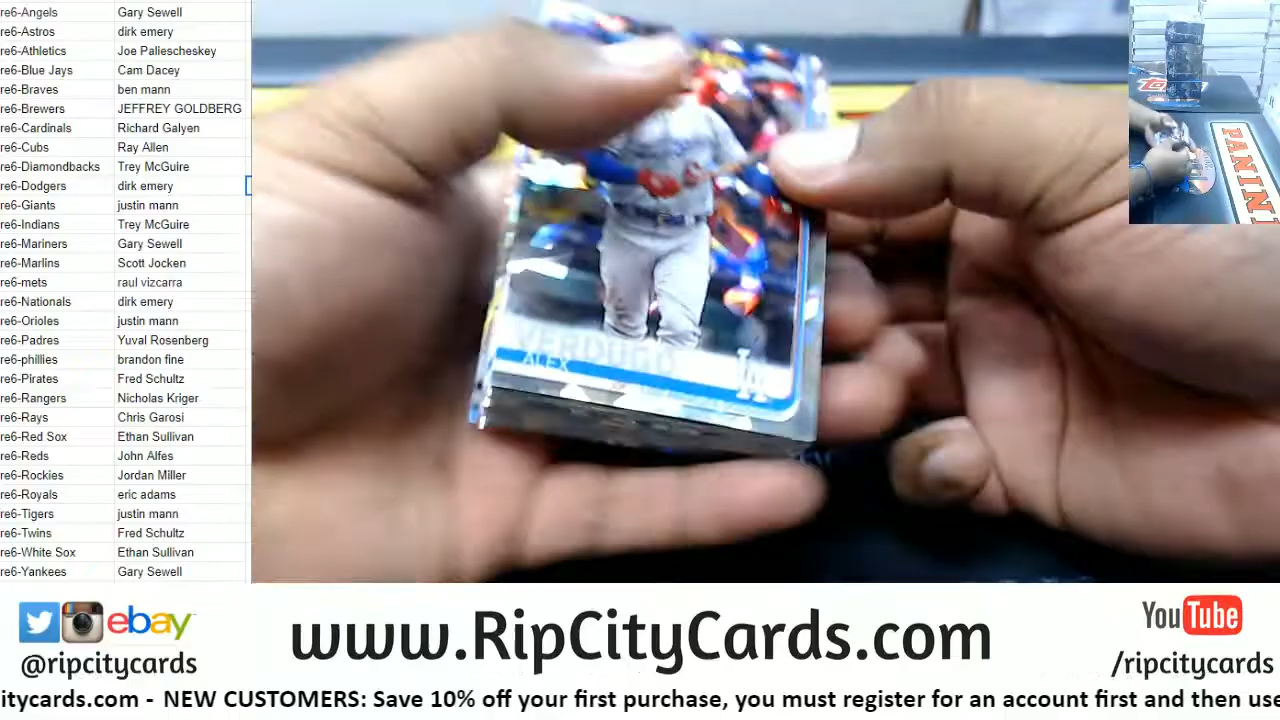 re6-Angels Gary Sewell
re6-Astros dirk emery
re6-Athletics Joe Paliescheskey
re6-Blue Jays Cam Dacey
re6-Braves ben mann
re6-Brewers JEFFREY GOLDBERG
re6-Cardinals Richard Galyen
re6-Cubs Ray Allen
re6-Diamondbacks Trey McGuire
re6-Dodgers dirk emery
re6-Giants justin mann
re6-Indians Trey McGuire
re6-Mariners Gary Sewell
re6-Marlins Scott Jocken
re6-mets raul vizcarra
re6-Nationals dirk emery
re6-Orioles justin mann
re6-Padres Yuval Rosenberg
re6-phillies brandon fine
re6-Pirates Fred Schultz
re6-Rangers Nicholas Kriger
re6-Rays Chris Garosi
re6-Red Sox Ethan Sullivan
re6-Reds John Alfes
re6-Rockies Jordan Miller
re6-Royals eric adams
re6-Tigers justin mann
re6-Twins Fred Schultz
re6-White Sox Ethan Sullivan
re6-Yankees Gary Sewell
VERDUGO
ALEX
LA
PANINI
ebay
@ripcitycards
www.RipCityCards.com
YouTube
/ripcitycards
citycards.com - NEW CUSTOMERS: Save 10% off your first purchase, you must register for an account first and then use